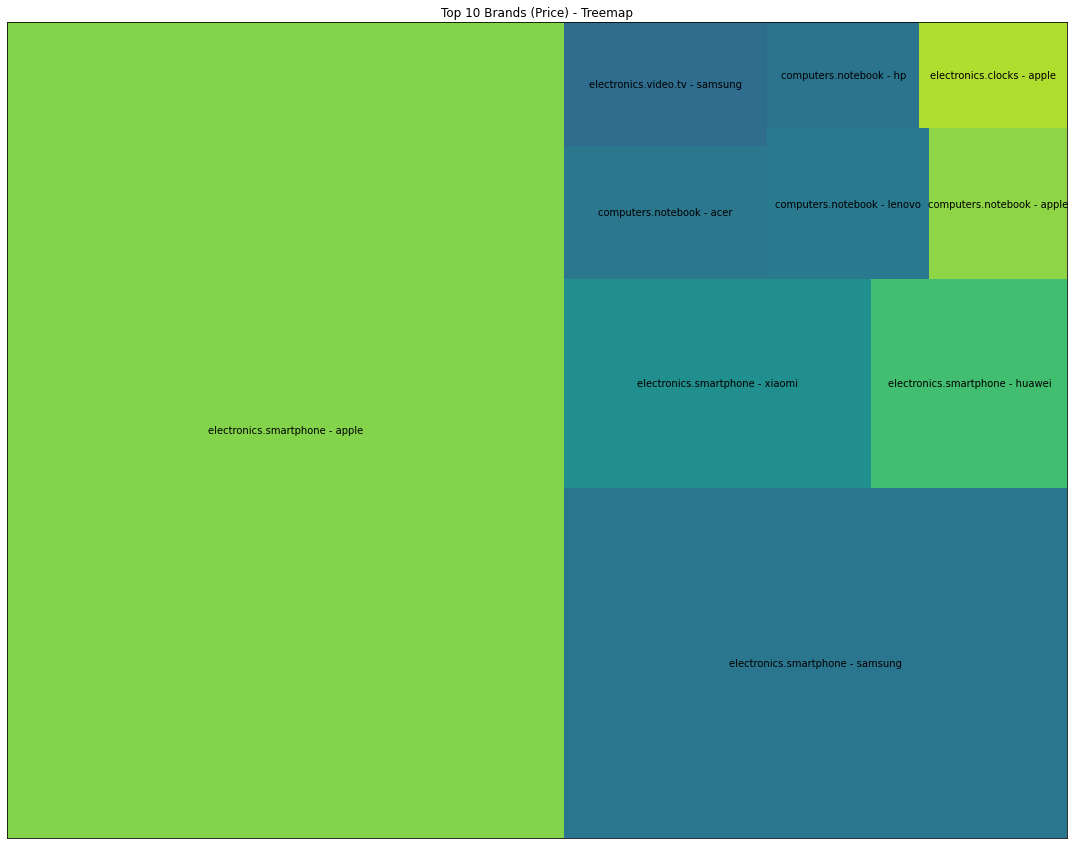 Top 10 Brands (Price) - Treemap
electronics.video.tv - samsung
computers.notebook - hp
electronics.clocks - apple
computers.notebook - acer
computers.notebook - lenovo
computers.notebook - apple
electronics.smartphone - xiaomi
electronics.smartphone - huawei
electronics.smartphone - apple
electronics.smartphone - samsung